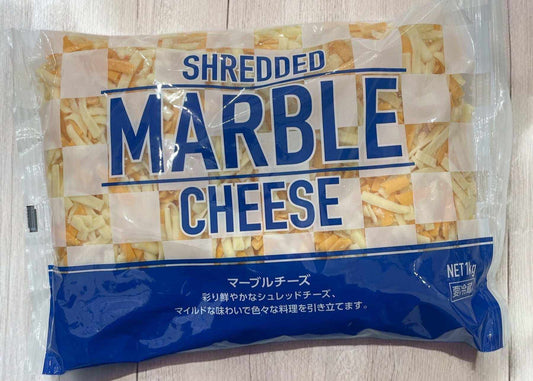 SHREDDED
MARBLE
CHEESE
マーブルチーズ
彩り鮮やかなシュレッドチーズ、
マイルドな味わいで色々な料理を引き立てます。
NET 1kg
要冷蔵